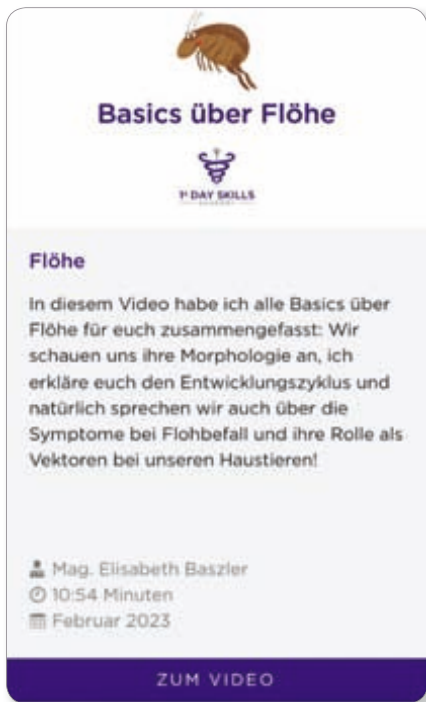 Basics über Flöhe
1st DAY SKILLS
Flöhe
In diesem Video habe ich alle Basics über
Flöhe für euch zusammengefasst: Wir
schauen uns ihre Morphologie an, ich
erkläre euch den Entwicklungszyklus und
natürlich sprechen wir auch über die
Symptome bei Flohbefall und ihre Rolle als
Vektoren bei unseren Haustieren!
Mag. Elisabeth Baszler
10:54 Minuten
Februar 2023
ZUM VIDEO